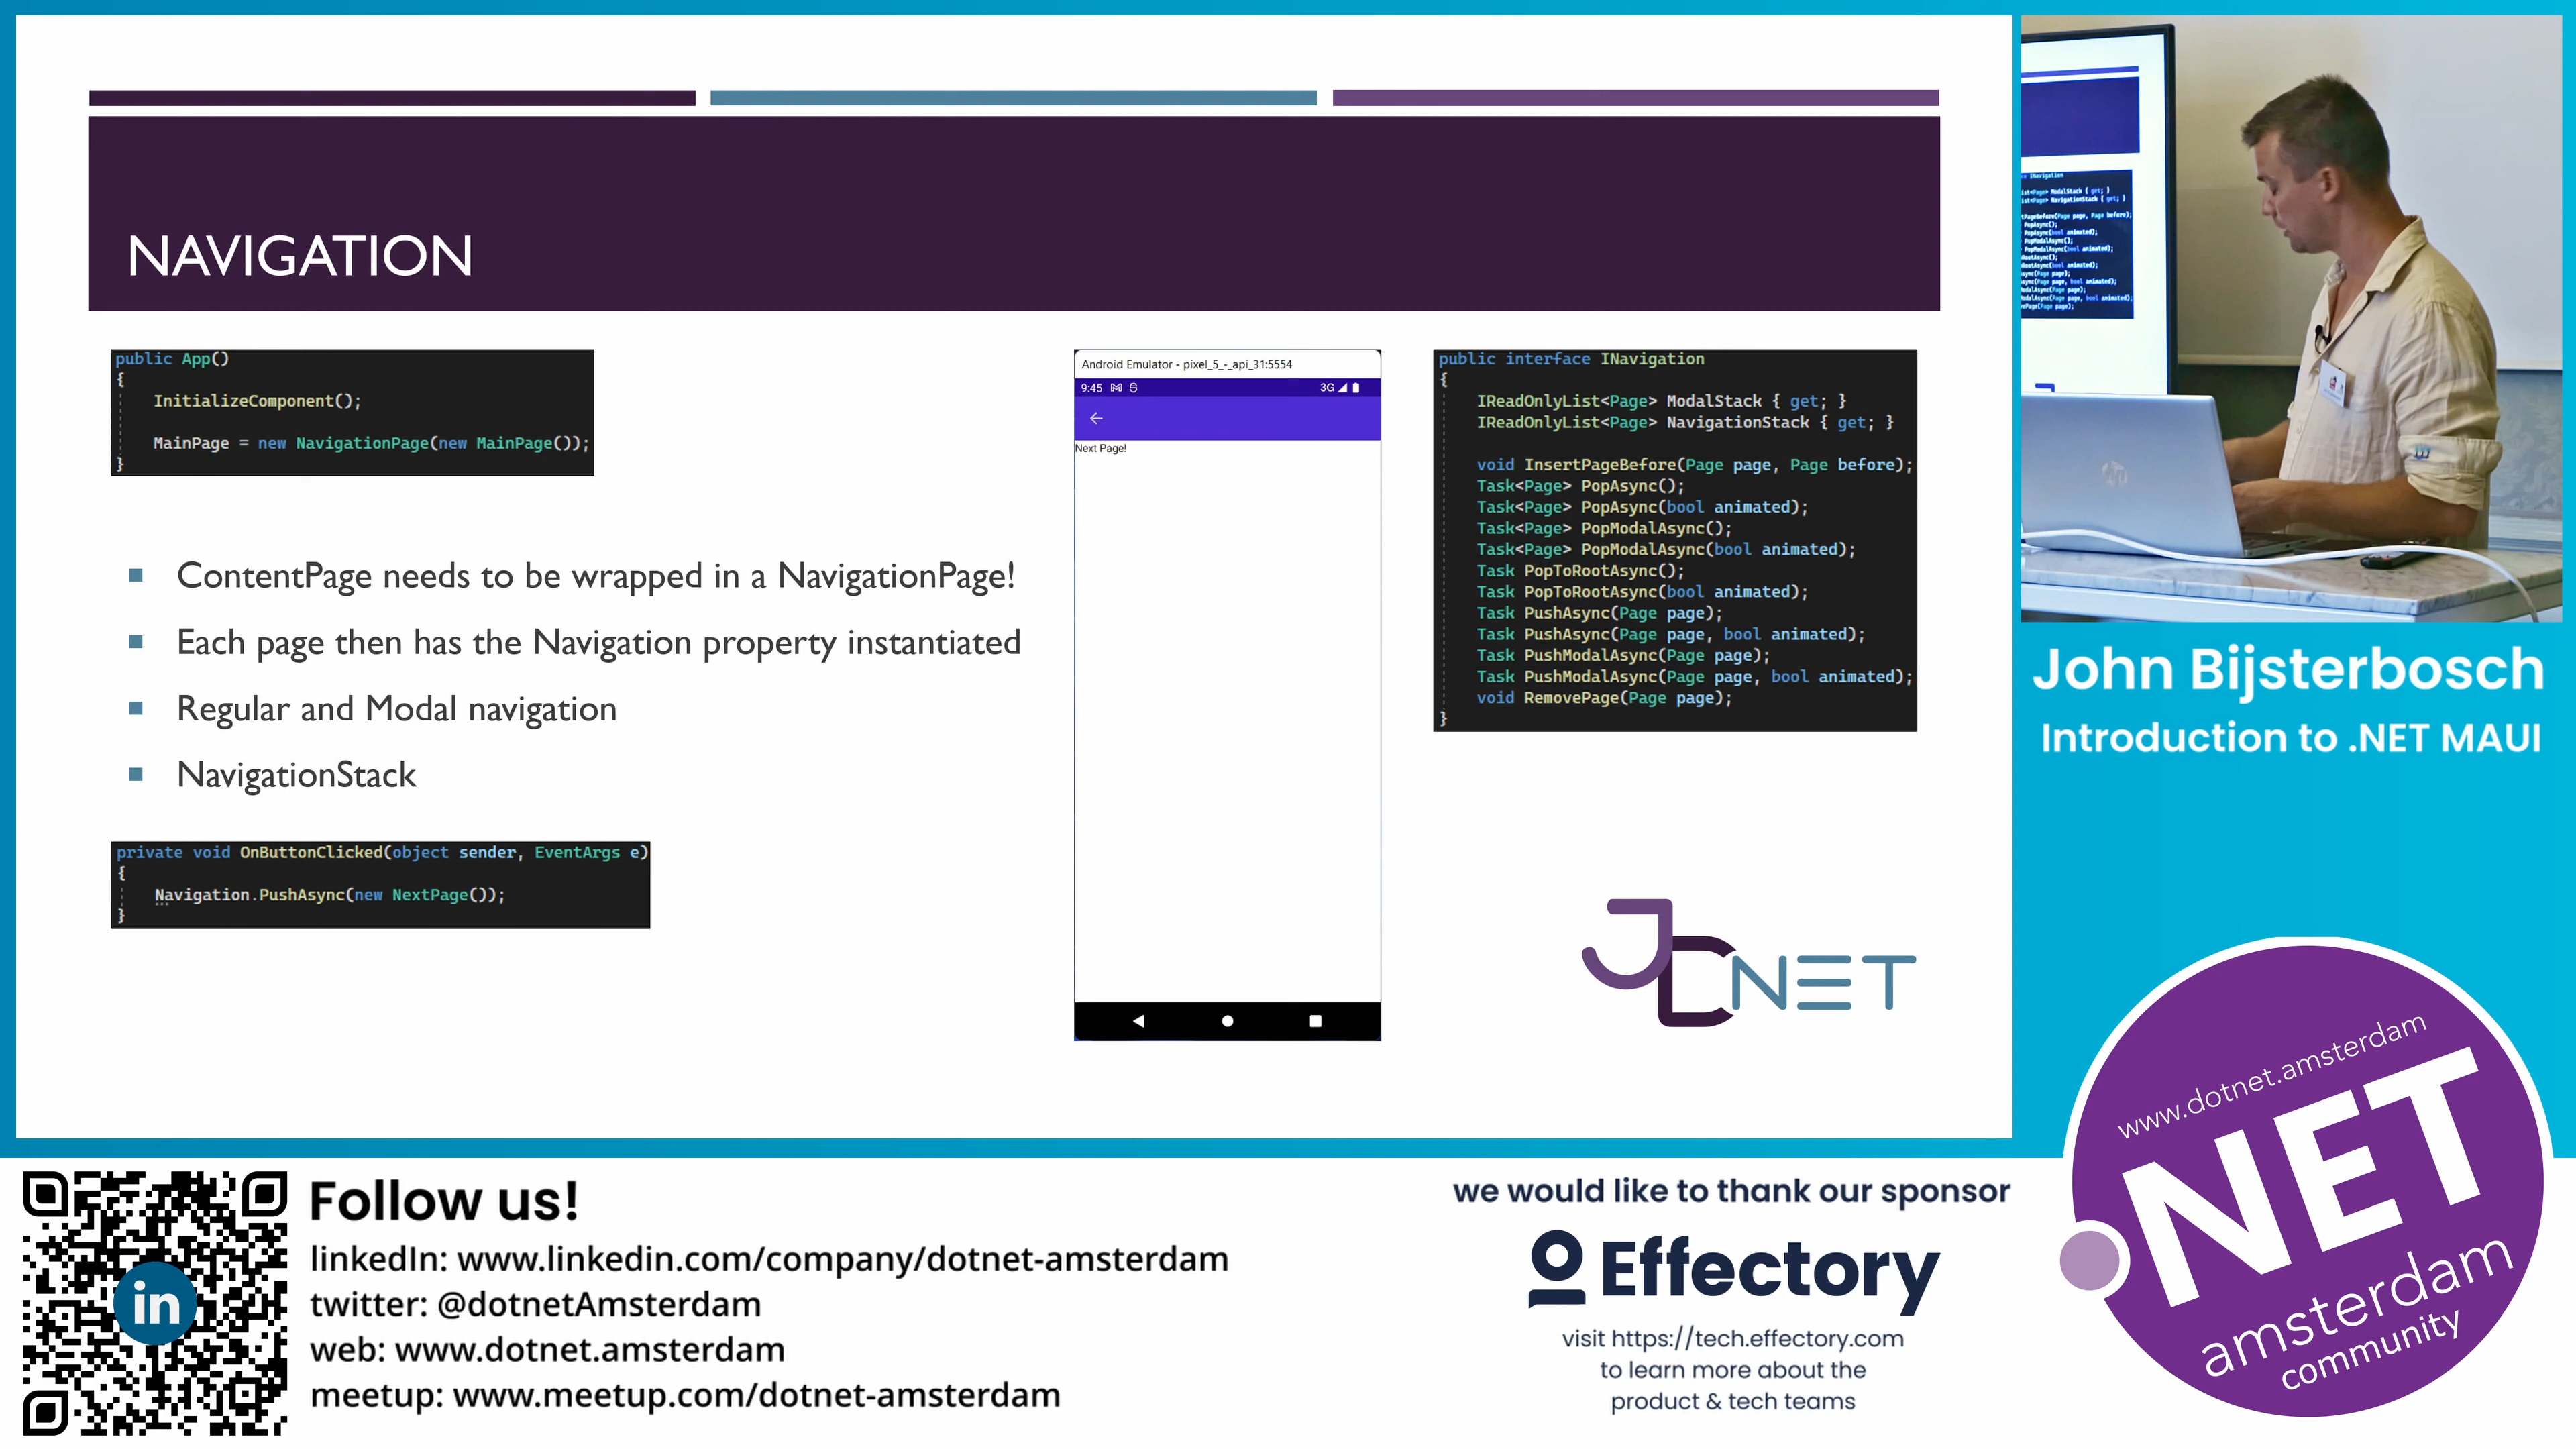 NAVIGATION
public App()
{
InitializeComponent();
MainPage = new NavigationPage(new MainPage());
}
ContentPage needs to be wrapped in a NavigationPage!
Each page then has the Navigation property instantiated
Regular and Modal navigation
NavigationStack
private void OnButtonClicked(object sender, EventArgs e)
{
Navigation.PushAsync(new NextPage());
}
Android Emulator - pixel_5_-_api_31:5554
9:45 3G
Next Page!
public interface INavigation
{
IReadOnlyList<Page> ModalStack { get; }
IReadOnlyList<Page> NavigationStack { get; }
void InsertPageBefore(Page page, Page before);
Task<Page> PopAsync();
Task<Page> PopAsync(bool animated);
Task<Page> PopModalAsync();
Task<Page> PopModalAsync(bool animated);
Task PopToRootAsync();
Task PopToRootAsync(bool animated);
Task PushAsync(Page page);
Task PushAsync(Page page, bool animated);
Task PushModalAsync(Page page);
Task PushModalAsync(Page page, bool animated);
void RemovePage(Page page);
}
JDNET
John Bijsterbosch
Introduction to .NET MAUI
Follow us!
linkedIn: www.linkedin.com/company/dotnet-amsterdam
twitter: @dotnetAmsterdam
web: www.dotnet.amsterdam
meetup: www.meetup.com/dotnet-amsterdam
in
we would like to thank our sponsor
Effectory
visit https://tech.effectory.com
to learn more about the
product & tech teams
www.dotnet.amsterdam
.NET
amsterdam
community